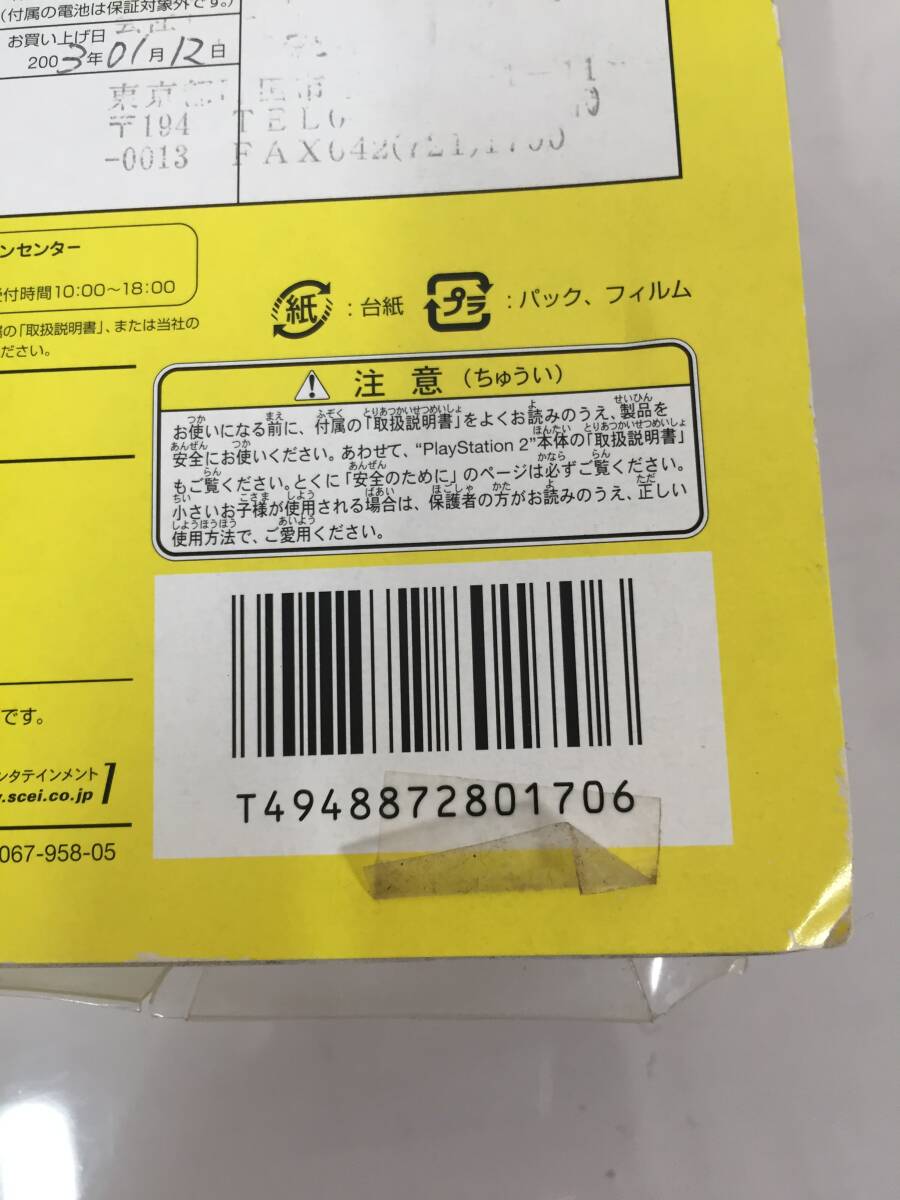 (付属の電池は保証対象外です。)
お買い上げ日
2003年01月12日
会社
東京都
〒194 TEL
-0013 FAX042(721)
ンセンター
受付時間10:00〜18:00
の「取扱説明書」、または当社の
ださい。
紙 :台紙 プラ :パック、フィルム
注意(ちゅうい)
お使いになる前に、付属の「取扱説明書」をよくお読みのうえ、製品を
安全にお使いください。あわせて、“PlayStation 2”本体の「取扱説明書」
もご覧ください。とくに「安全のために」のページは必ずご覧ください。
小さいお子様が使用される場合は、保護者の方がお読みのうえ、正しい
使用方法で、ご愛用ください。
です。
ンタテインメント
.scei.co.jp
T4948872801706
067-958-05